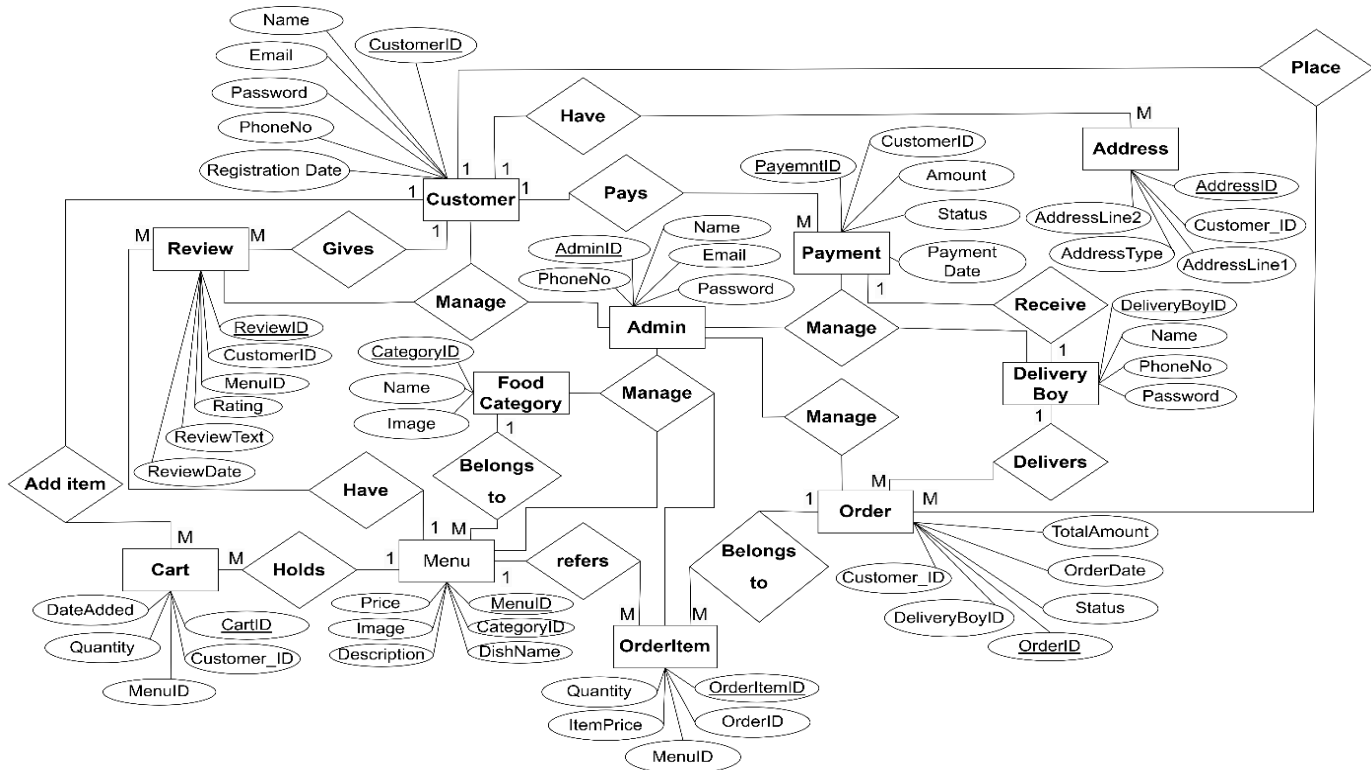 Name
CustomerID
Email
Password
PhoneNo
Registration Date
Place
Have
M
Address
1
1
1
1
1
1
Customer
Pays
M
PayemntID
CustomerID
Amount
Status
Payment
Date
Payment
1
AddressID
Customer_ID
AddressLine1
AddressLine2
AddressType
M
Review
M
Gives
Manage
AdminID
Name
Email
PhoneNo
Password
Admin
Manage
Receive
1
DeliveryBoyID
Name
PhoneNo
Password
Delivery
Boy
1
ReviewID
CustomerID
MenuID
Rating
ReviewText
ReviewDate
CategoryID
Name
Image
Food
Category
1
Manage
Manage
Delivers
M
M
Add item
Have
1
Belongs
to
M
1
Order
TotalAmount
OrderDate
Status
OrderID
DeliveryBoyID
Customer_ID
M
Cart
M
Holds
1
Menu
1
refers
M
Belongs
to
M
OrderItem
DateAdded
Quantity
MenuID
CartID
Customer_ID
Price
Image
Description
MenuID
CategoryID
DishName
Quantity
ItemPrice
MenuID
OrderItemID
OrderID